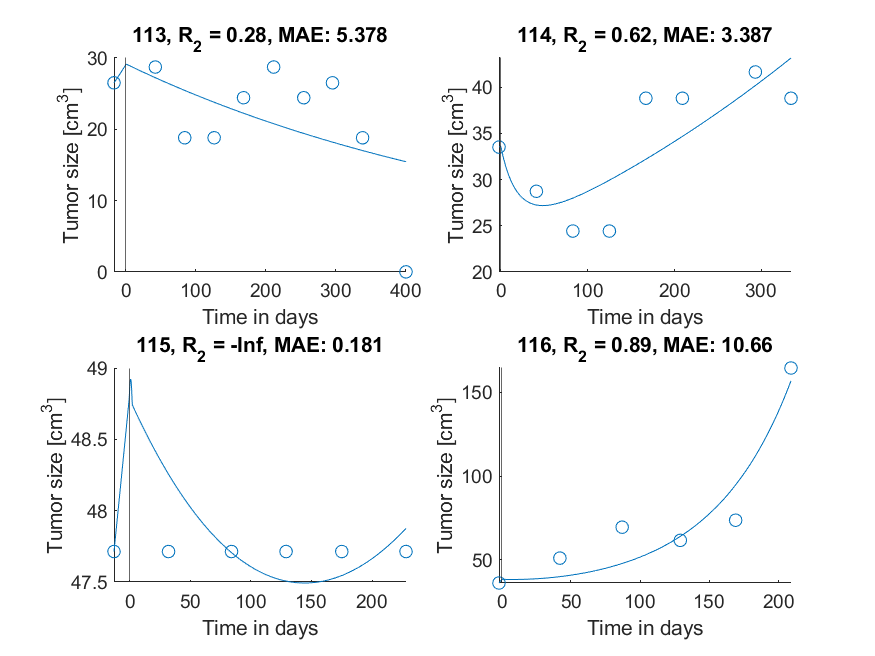 113, R2 = 0.28, MAE: 5.378
30
20
10
0
Tumor size [cm3]
0 100 200 300 400
Time in days
114, R2 = 0.62, MAE: 3.387
40
35
30
25
20
Tumor size [cm3]
0 100 200 300
Time in days
115, R2 = -Inf, MAE: 0.181
49
48.5
48
47.5
Tumor size [cm3]
0 50 100 150 200
Time in days
116, R2 = 0.89, MAE: 10.66
150
100
50
Tumor size [cm3]
0 50 100 150 200
Time in days